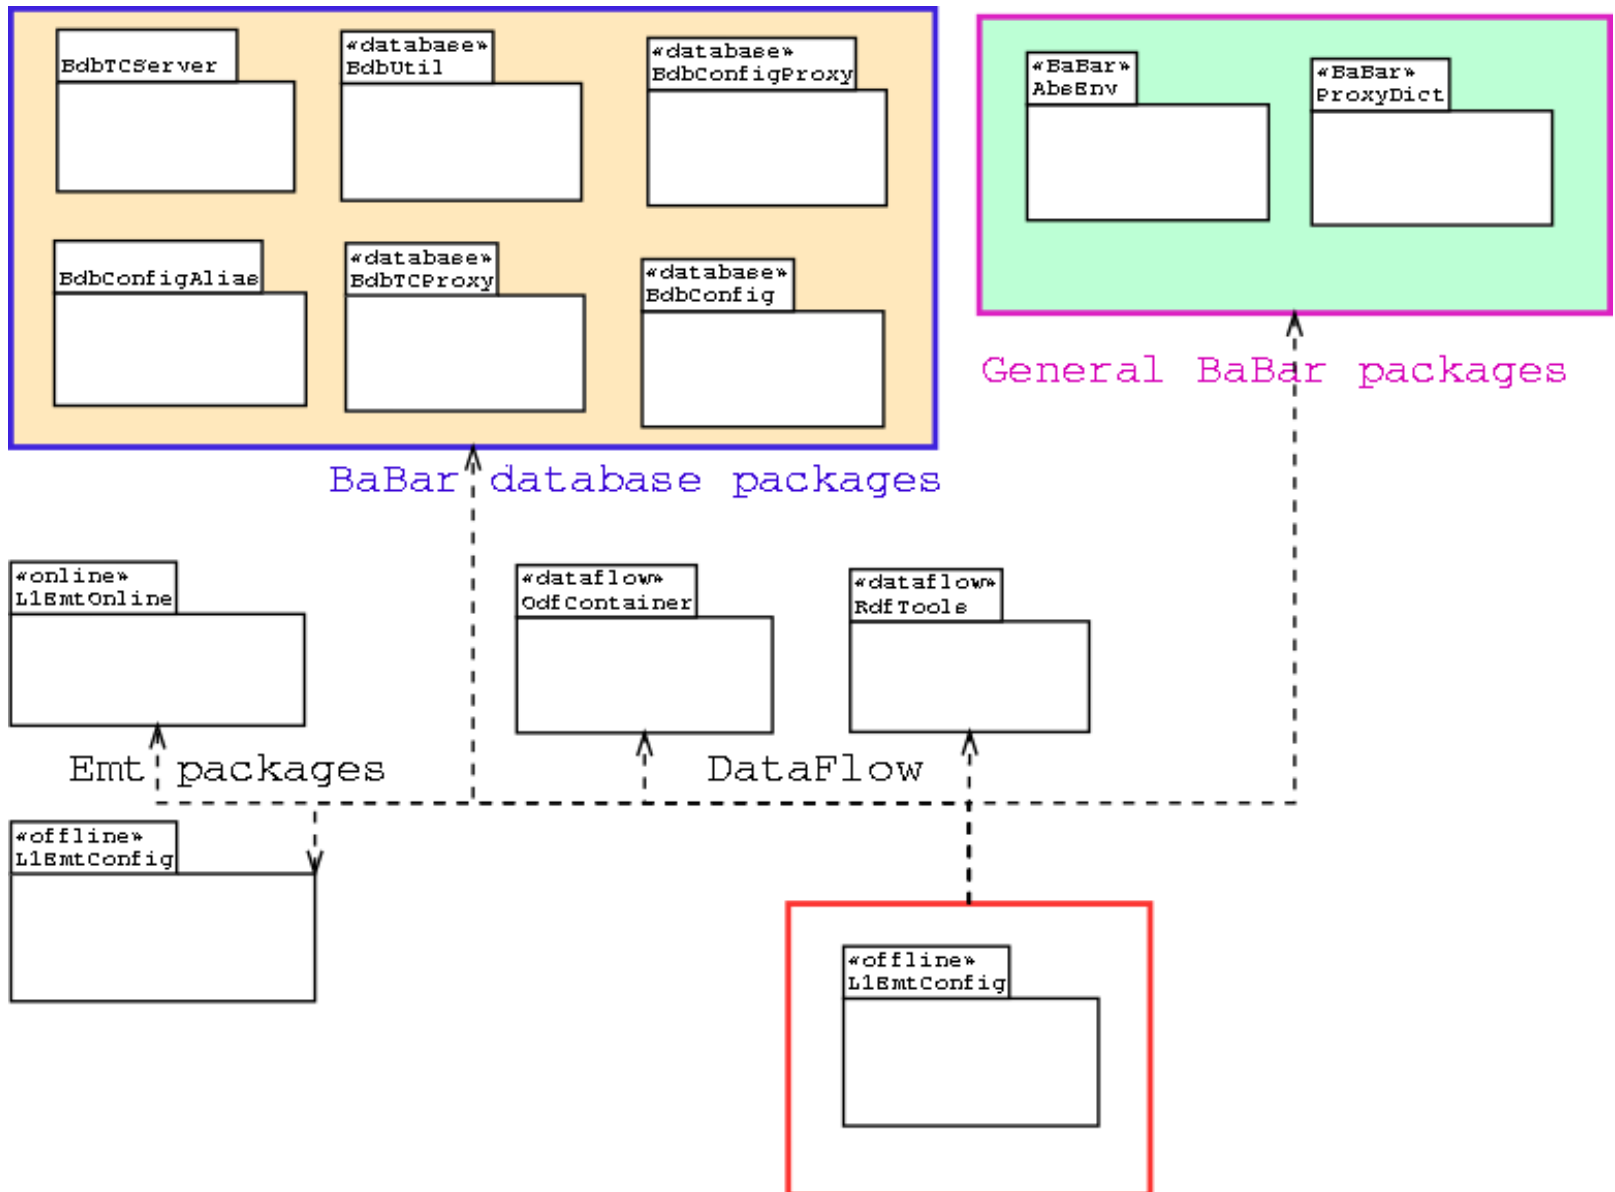 BdbTCServer
«database»
BdbUtil
«database»
BdbConfigProxy
«BaBar»
AbsEnv
«BaBar»
ProxyDict
BdbConfigAlias
«database»
BdbTCProxy
«database»
BdbConfig
General BaBar packages
BaBar database packages
«online»
L1EmtOnline
«dataflow»
OdfContainer
«dataflow»
RdfTools
Emt packages
DataFlow
«offline»
L1EmtConfig
«offline»
L1EmtConfig